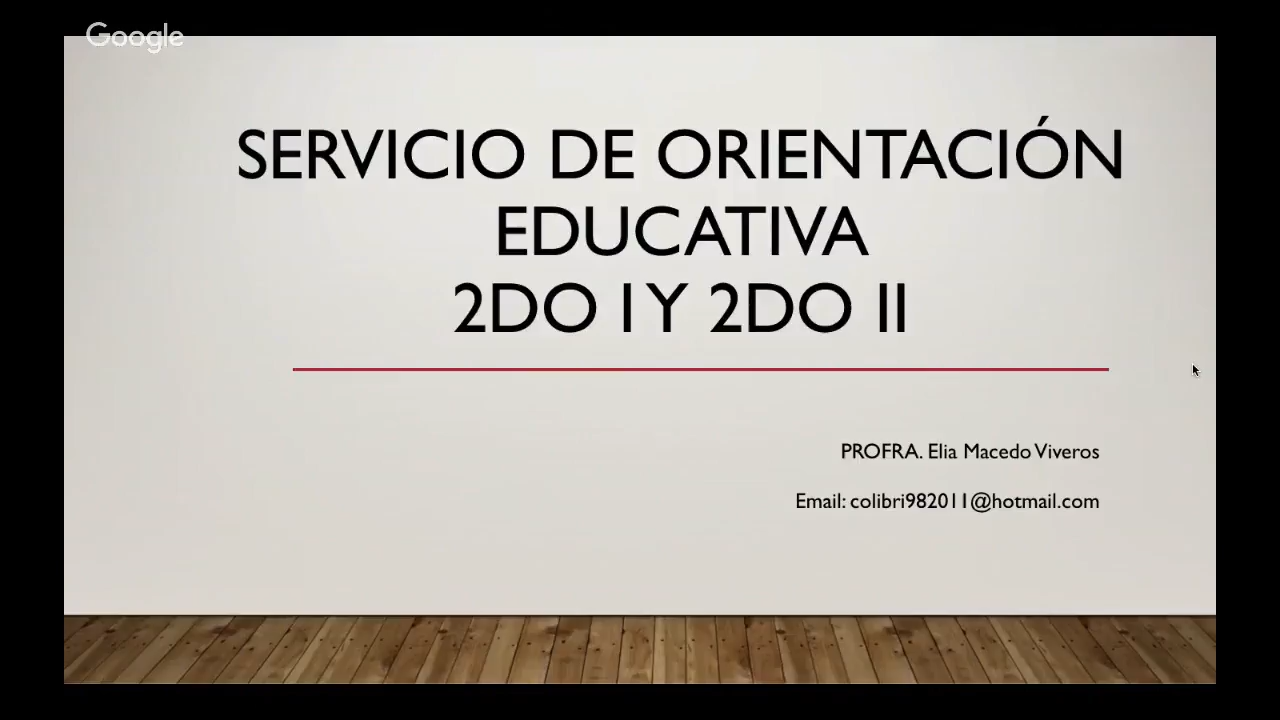 Google
SERVICIO DE ORIENTACIÓN
EDUCATIVA
2DO I Y 2DO II
PROFRA. Elia Macedo Viveros
Email: colibri982011@hotmail.com